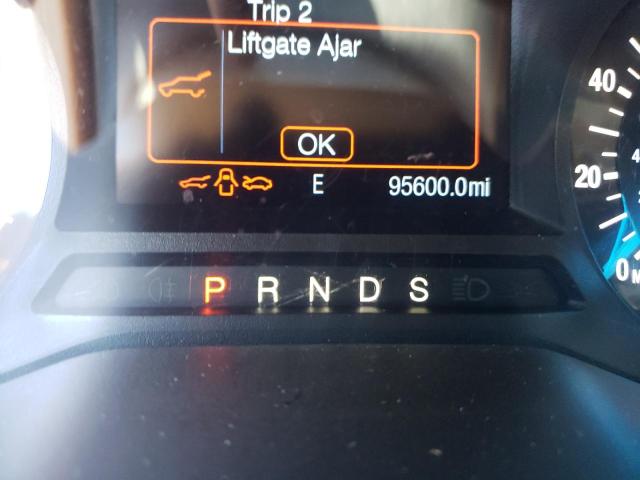 Trip 2
Liftgate Ajar
OK
E 95600.0mi
40
20
0
P R N D S